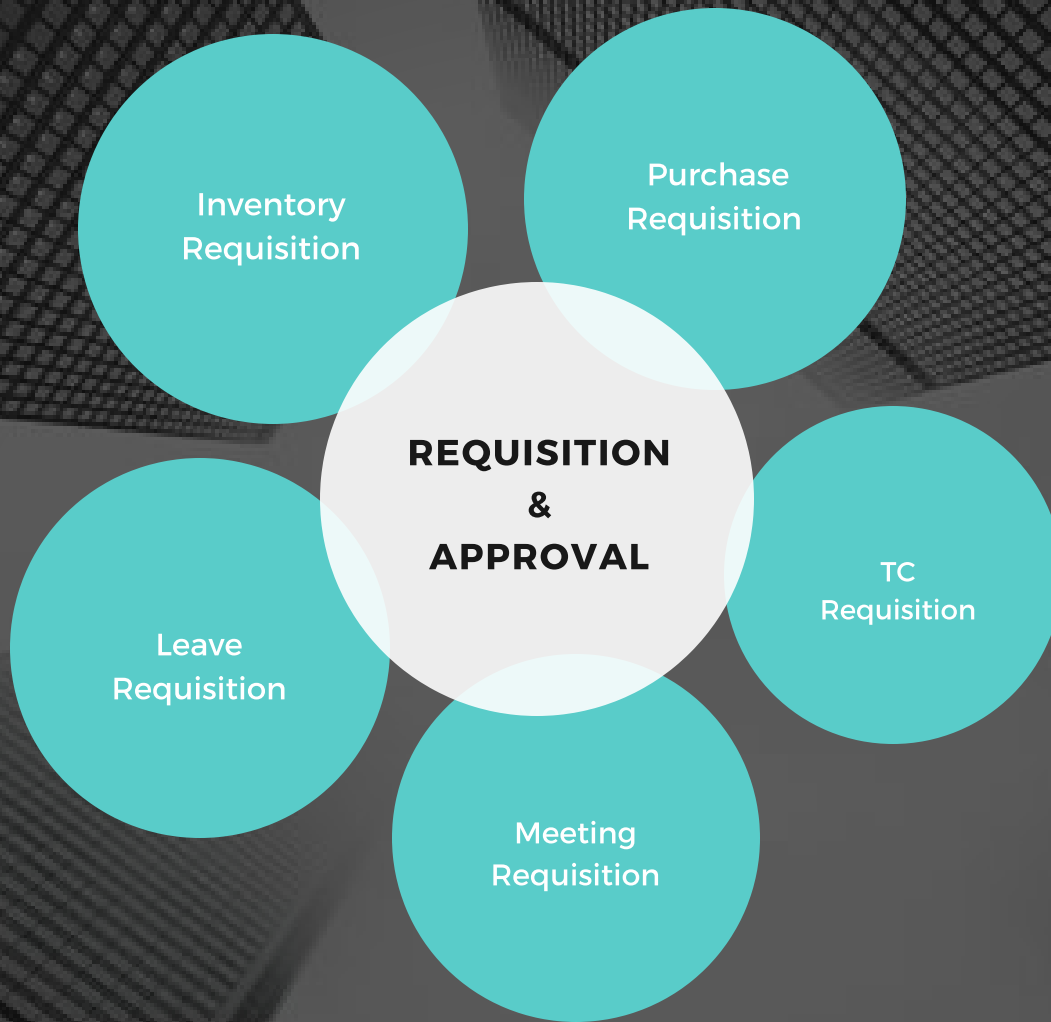 Inventory
Requisition
Purchase
Requisition
REQUISITION
&
APPROVAL
TC
Requisition
Leave
Requisition
Meeting
Requisition